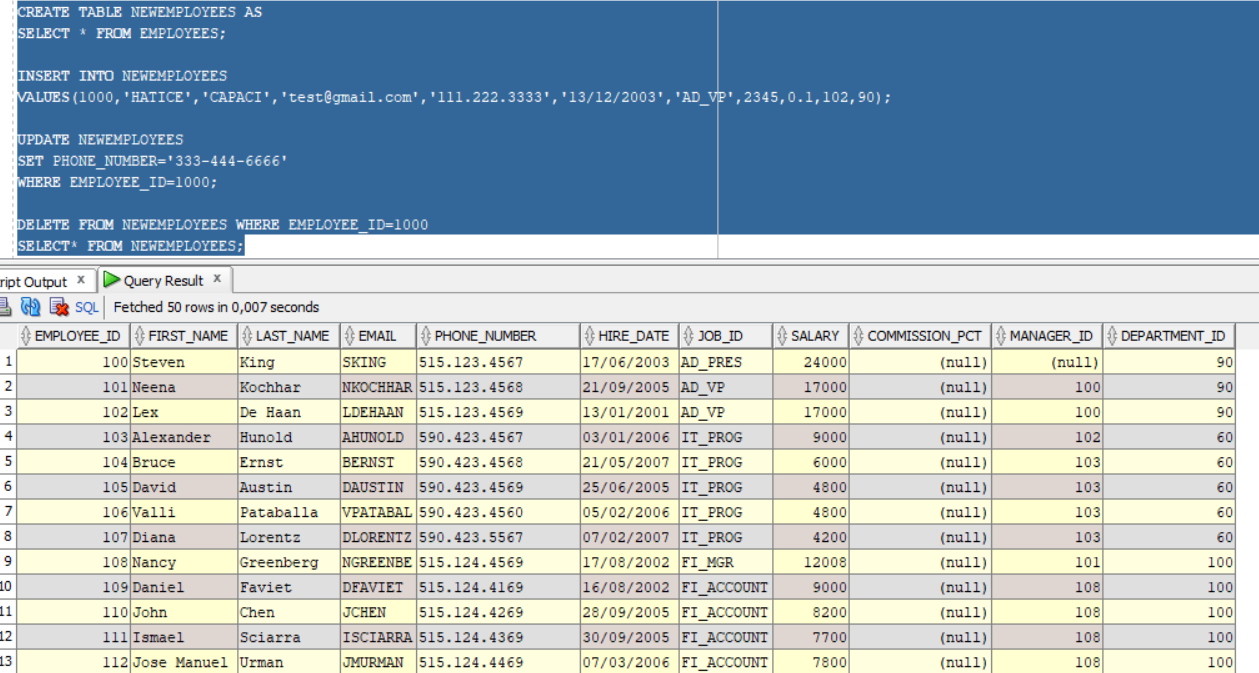 CREATE TABLE NEWEMPLOYEES AS
SELECT * FROM EMPLOYEES;
INSERT INTO NEWEMPLOYEES
VALUES(1000,'HATICE','CAPACI','test@gmail.com','111.222.3333','13/12/2003','AD_VP',2345,0.1,102,90);
UPDATE NEWEMPLOYEES
SET PHONE_NUMBER='333-444-6666'
WHERE EMPLOYEE_ID=1000;
DELETE FROM NEWEMPLOYEES WHERE EMPLOYEE_ID=1000
SELECT* FROM NEWEMPLOYEES;
ript Output x Query Result x
SQL Fetched 50 rows in 0,007 seconds
EMPLOYEE_ID FIRST_NAME LAST_NAME EMAIL PHONE_NUMBER HIRE_DATE JOB_ID SALARY COMMISSION_PCT MANAGER_ID DEPARTMENT_ID
1 100 Steven King SKING 515.123.4567 17/06/2003 AD_PRES 24000 (null) (null) 90
2 101 Neena Kochhar NKOCHHAR 515.123.4568 21/09/2005 AD_VP 17000 (null) 100 90
3 102 Lex De Haan LDEHAAN 515.123.4569 13/01/2001 AD_VP 17000 (null) 100 90
4 103 Alexander Hunold AHUNOLD 590.423.4567 03/01/2006 IT_PROG 9000 (null) 102 60
5 104 Bruce Ernst BERNST 590.423.4568 21/05/2007 IT_PROG 6000 (null) 103 60
6 105 David Austin DAUSTIN 590.423.4569 25/06/2005 IT_PROG 4800 (null) 103 60
7 106 Valli Pataballa VPATABAL 590.423.4560 05/02/2006 IT_PROG 4800 (null) 103 60
8 107 Diana Lorentz DLORENTZ 590.423.5567 07/02/2007 IT_PROG 4200 (null) 103 60
9 108 Nancy Greenberg NGREENBE 515.124.4569 17/08/2002 FI_MGR 12008 (null) 101 100
10 109 Daniel Faviet DFAVIET 515.124.4169 16/08/2002 FI_ACCOUNT 9000 (null) 108 100
11 110 John Chen JCHEN 515.124.4269 28/09/2005 FI_ACCOUNT 8200 (null) 108 100
12 111 Ismael Sciarra ISCIARRA 515.124.4369 30/09/2005 FI_ACCOUNT 7700 (null) 108 100
13 112 Jose Manuel Urman JMURMAN 515.124.4469 07/03/2006 FI_ACCOUNT 7800 (null) 108 100